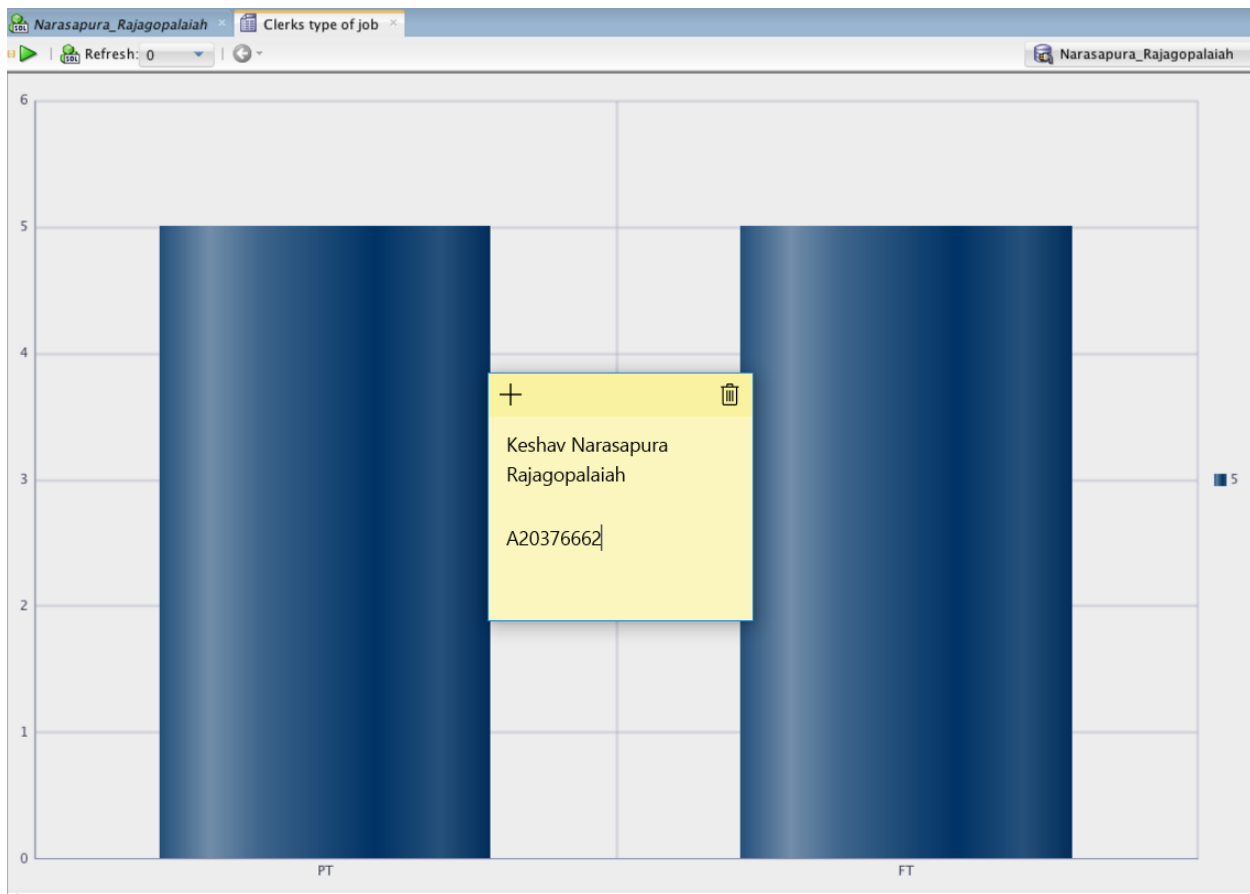 Narasapura_Rajagopalaiah
Clerks type of job
Refresh: 0
Narasapura_Rajagopalaiah
6
5
4
3
2
1
0
Keshav Narasapura
Rajagopalaiah
A20376662
5
PT
FT